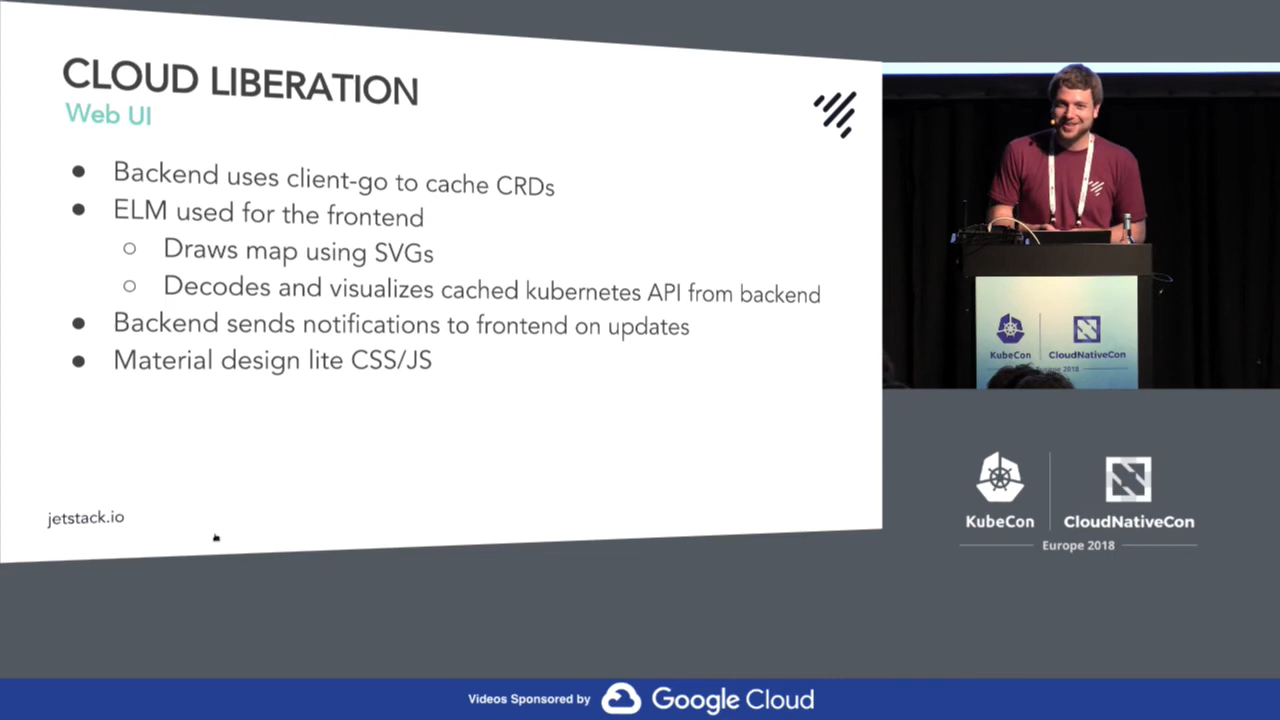 CLOUD LIBERATION
Web UI
Backend uses client-go to cache CRDs
ELM used for the frontend
Draws map using SVGs
Decodes and visualizes cached kubernetes API from backend
Backend sends notifications to frontend on updates
Material design lite CSS/JS
jetstack.io
KubeCon
CloudNativeCon
Europe 2018
KubeCon
CloudNativeCon
Europe 2018
Videos Sponsored by Google Cloud